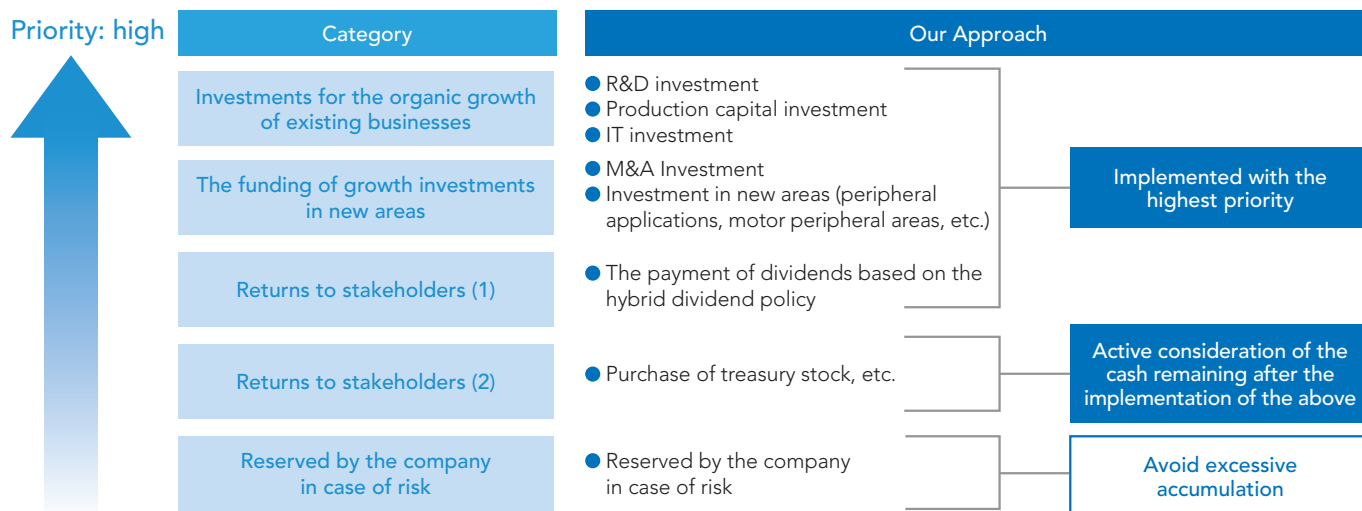 Priority: high
Category
Our Approach
Investments for the organic growth
of existing businesses
● R&D investment
● Production capital investment
● IT investment
The funding of growth investments
in new areas
● M&A Investment
● Investment in new areas (peripheral
applications, motor peripheral areas, etc.)
Implemented with the
highest priority
Returns to stakeholders (1)
● The payment of dividends based on the
hybrid dividend policy
Returns to stakeholders (2)
● Purchase of treasury stock, etc.
Active consideration of the
cash remaining after the
implementation of the above
Reserved by the company
in case of risk
● Reserved by the company
in case of risk
Avoid excessive
accumulation